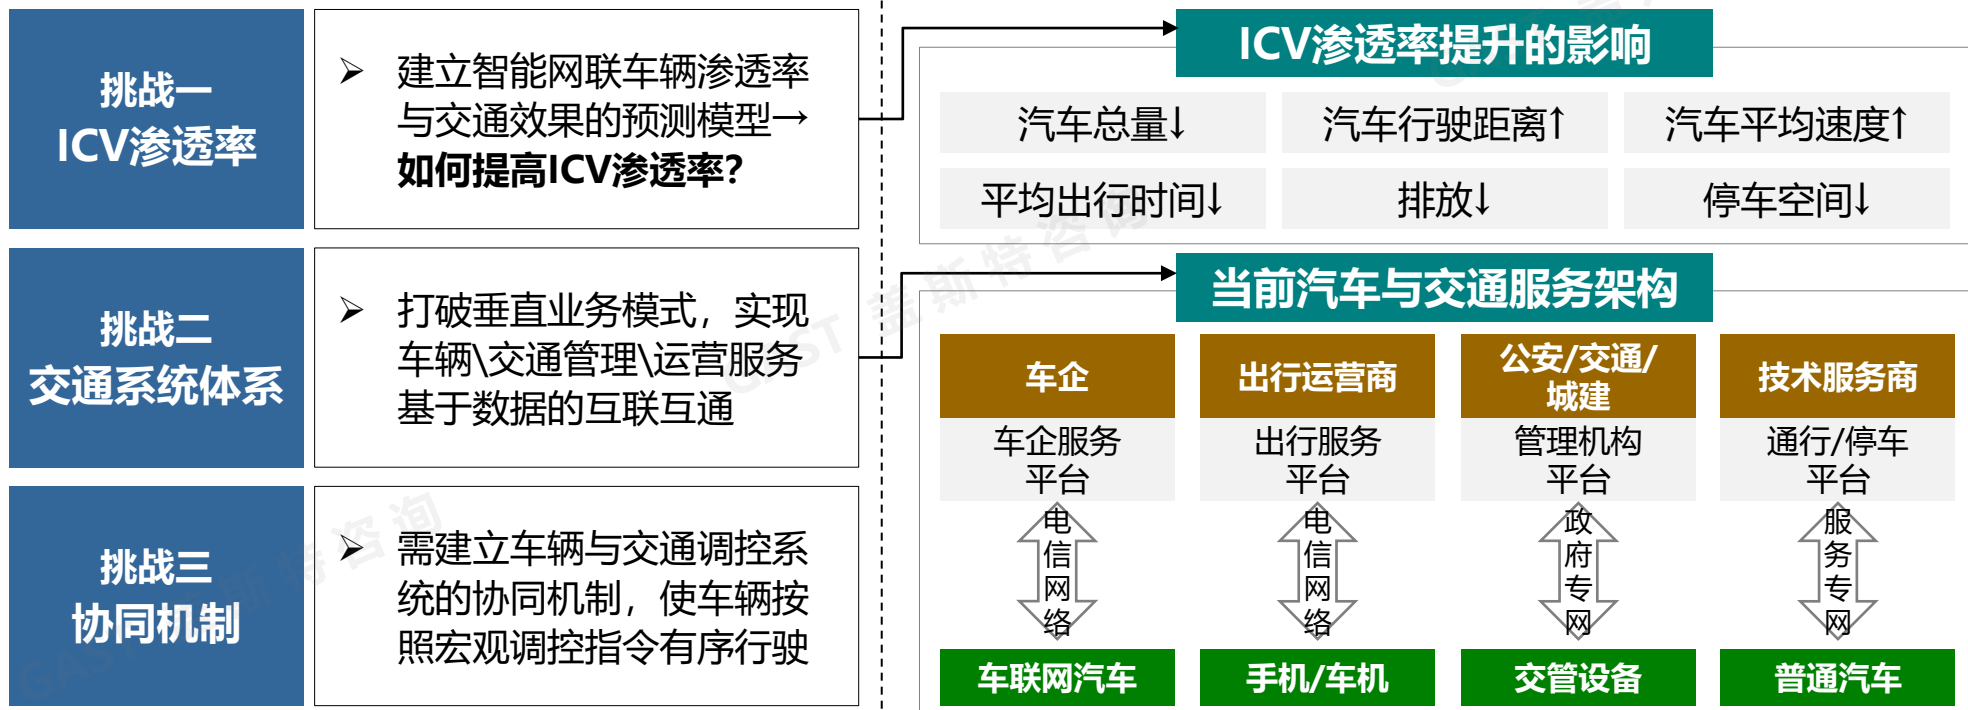 挑战一
ICV渗透率
➢ 建立智能网联车辆渗透率
与交通效果的预测模型→
如何提高ICV渗透率?
挑战二
交通系统体系
➢ 打破垂直业务模式，实现
车辆\交通管理\运营服务
基于数据的互联互通
挑战三
协同机制
➢ 需建立车辆与交通调控系
统的协同机制，使车辆按
照宏观调控指令有序行驶
ICV渗透率提升的影响
汽车总量↓
汽车行驶距离↑
汽车平均速度↑
平均出行时间↓
排放↓
停车空间↓
当前汽车与交通服务架构
车企
出行运营商
公安/交通/
城建
技术服务商
车企服务
平台
出行服务
平台
管理机构
平台
通行/停车
平台
电信网络
电信网络
政府专网
服务专网
车联网汽车
手机/车机
交管设备
普通汽车
GAST 盖斯特咨询
GAST 盖斯特咨询